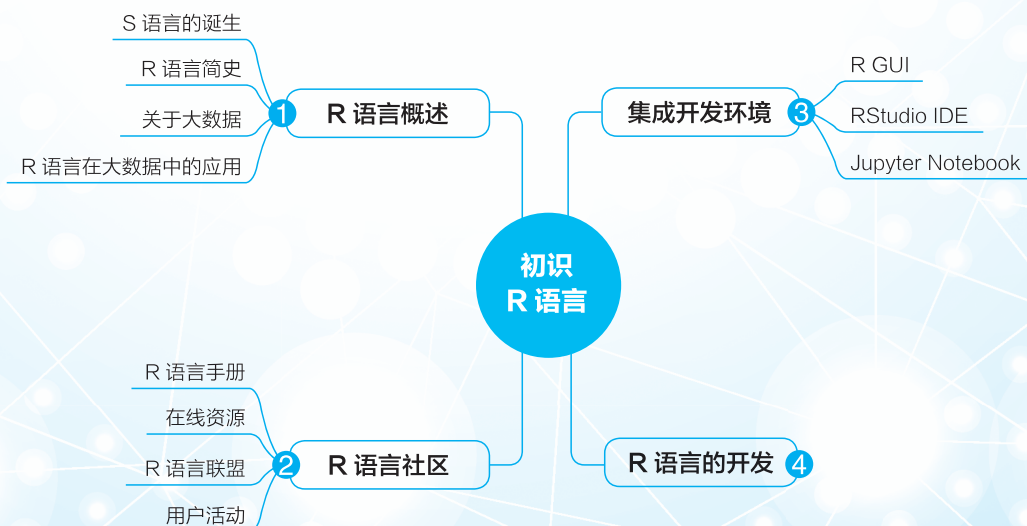 S 语言的诞生
R 语言简史
关于大数据
R 语言在大数据中的应用
1
R 语言概述
集成开发环境
3
R GUI
RStudio IDE
Jupyter Notebook
初识
R 语言
R 语言手册
在线资源
R 语言联盟
用户活动
2
R 语言社区
R 语言的开发
4